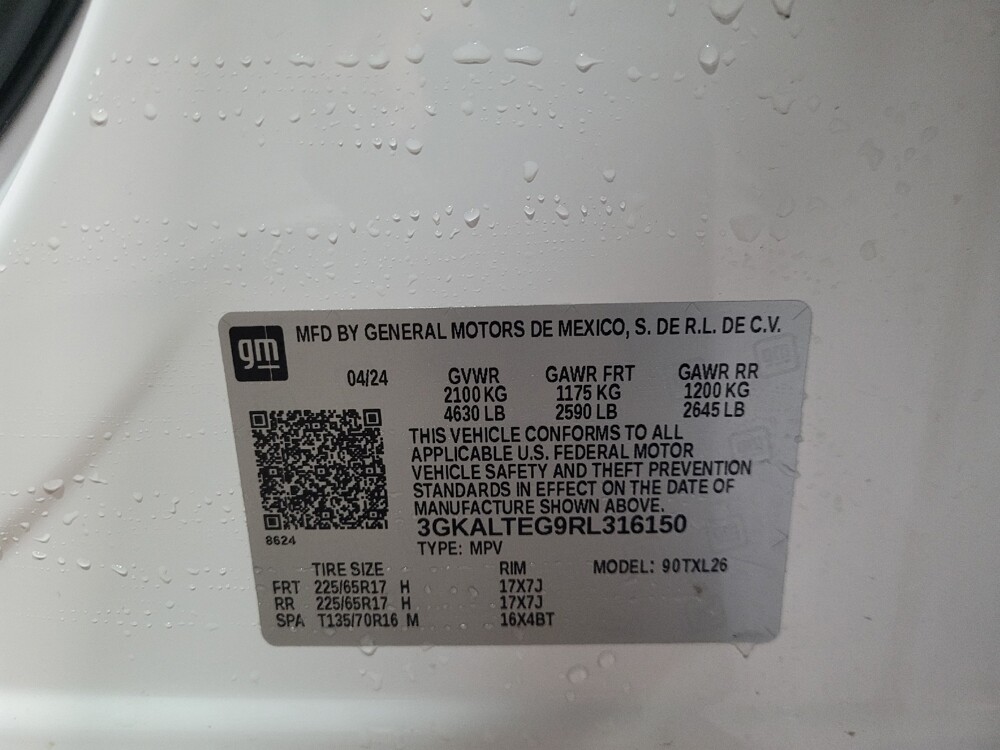 gm MFD BY GENERAL MOTORS DE MEXICO, S. DE R.L. DE C.V.
04/24 GVWR GAWR FRT GAWR RR
2100 KG 1175 KG 1200 KG
4630 LB 2590 LB 2645 LB
THIS VEHICLE CONFORMS TO ALL
APPLICABLE U.S. FEDERAL MOTOR
VEHICLE SAFETY AND THEFT PREVENTION
STANDARDS IN EFFECT ON THE DATE OF
MANUFACTURE SHOWN ABOVE.
3GKALTEG9RL316150
8624
TYPE: MPV
TIRE SIZE RIM MODEL: 90TXL26
FRT 225/65R17 H 17X7J
RR 225/65R17 H 17X7J
SPA T135/70R16 M 16X4BT